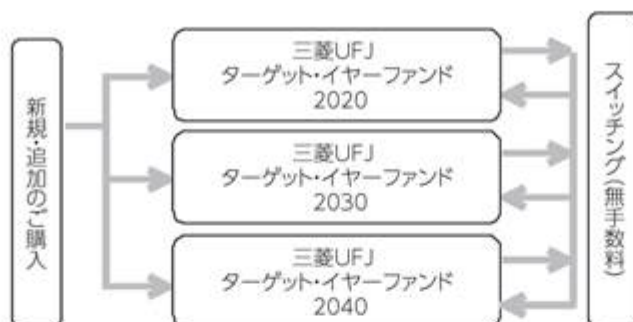 新規・追加のご購入
三菱UFJ
ターゲット・イヤーファンド
2020
三菱UFJ
ターゲット・イヤーファンド
2030
三菱UFJ
ターゲット・イヤーファンド
2040
スイッチング(無手数料)